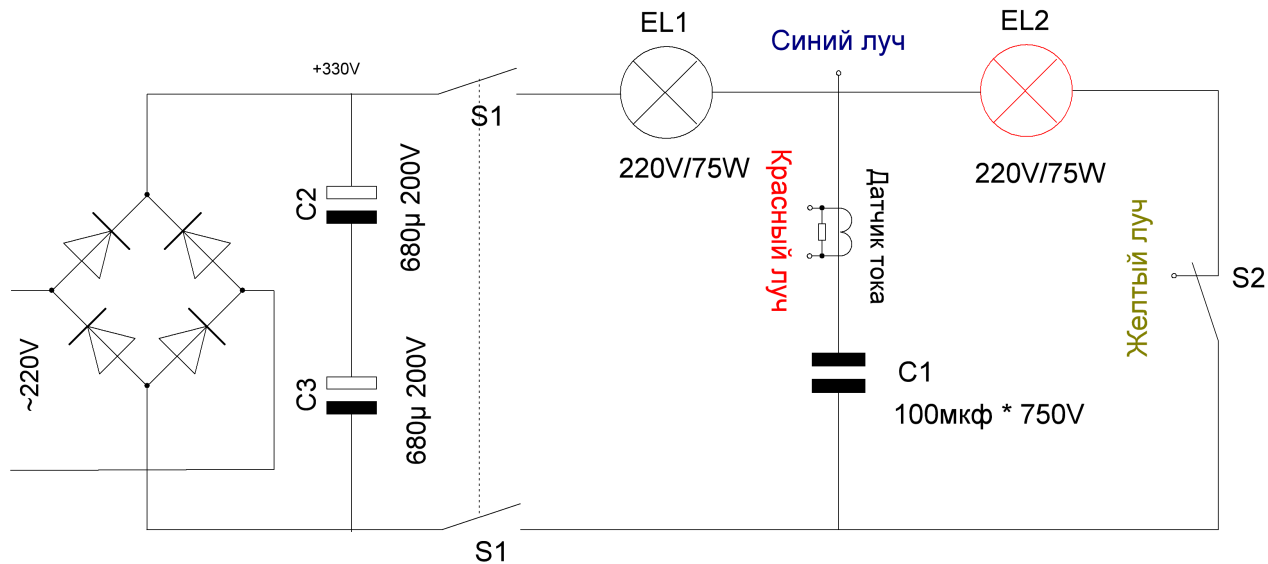 EL1
EL2
Синий луч
+330V
S1
220V/75W
220V/75W
C2
680µ 200V
Красный луч
Датчик тока
Желтый луч
S2
~220V
C3
680µ 200V
C1
100мкф * 750V
S1